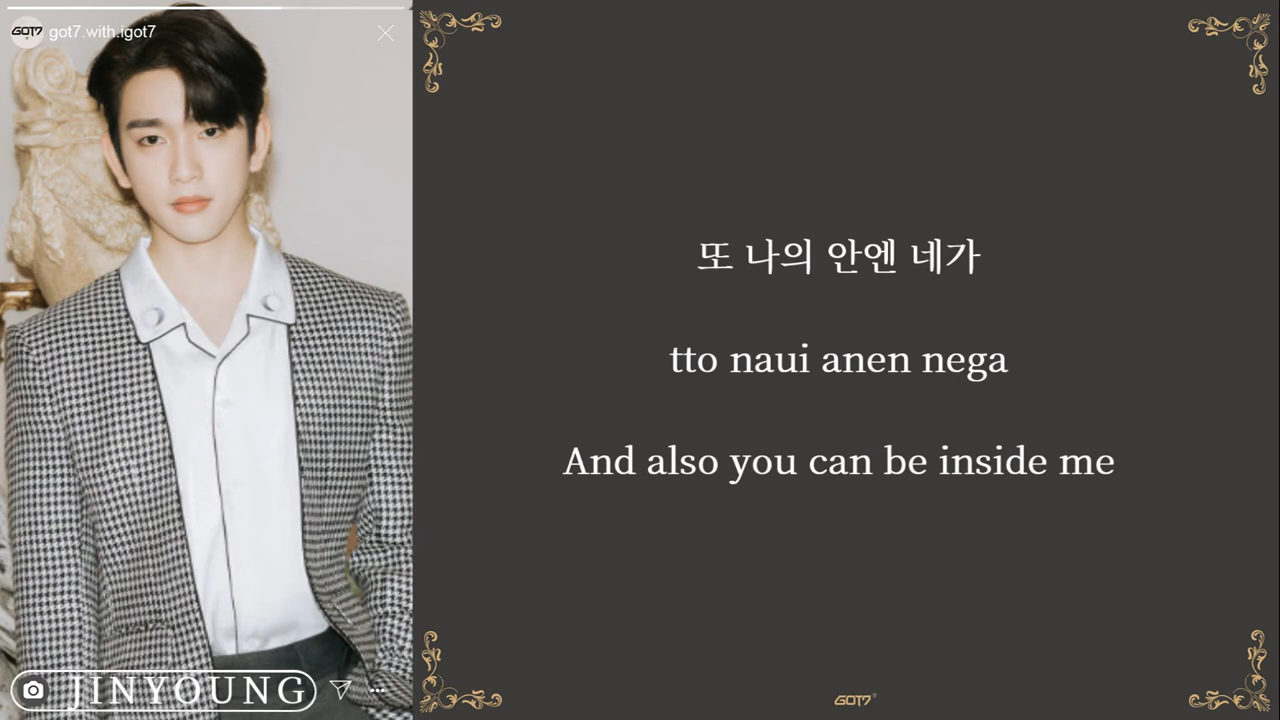 GOT7 got7.with.igot7
또 나의 안엔 네가
tto naui anen nega
And also you can be inside me
JINYOUNG
GOT7